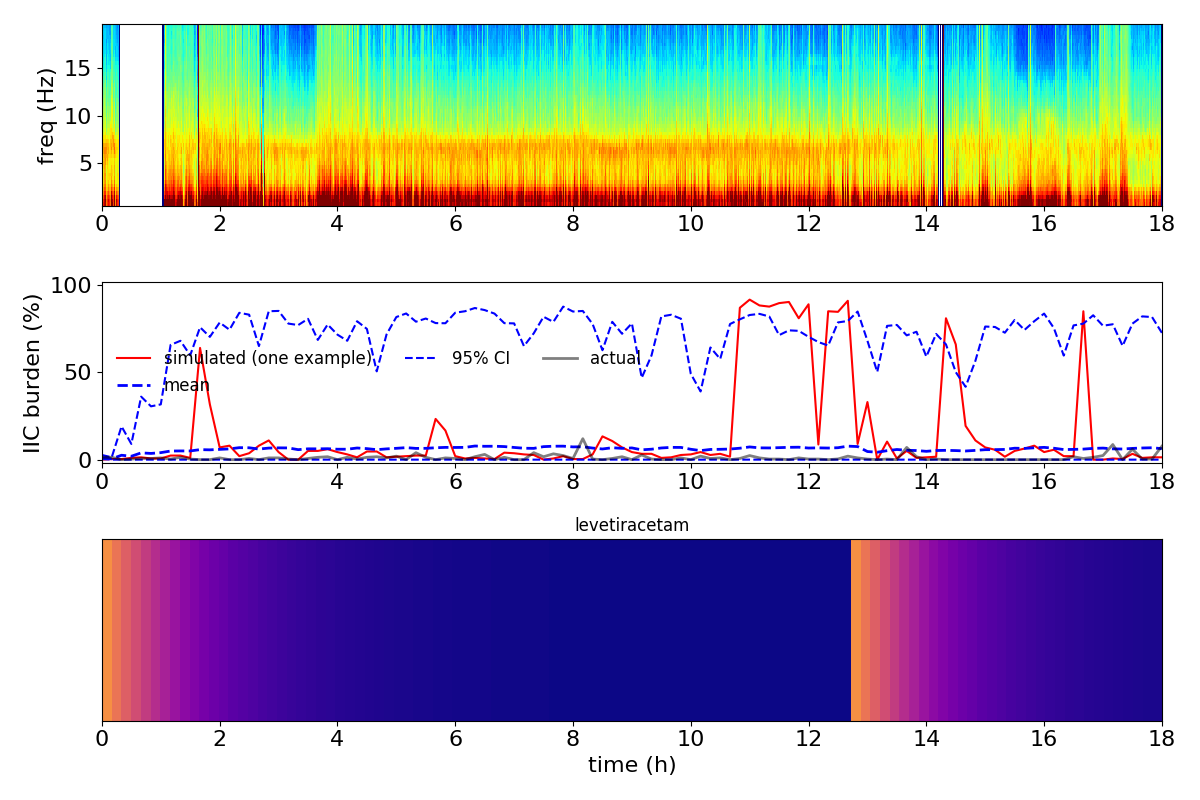 freq (Hz)
15
10
5
0 2 4 6 8 10 12 14 16 18
IIC burden (%)
100
50
0
simulated (one example) 95% CI actual
mean
0 2 4 6 8 10 12 14 16 18
levetiracetam
0 2 4 6 8 10 12 14 16 18
time (h)